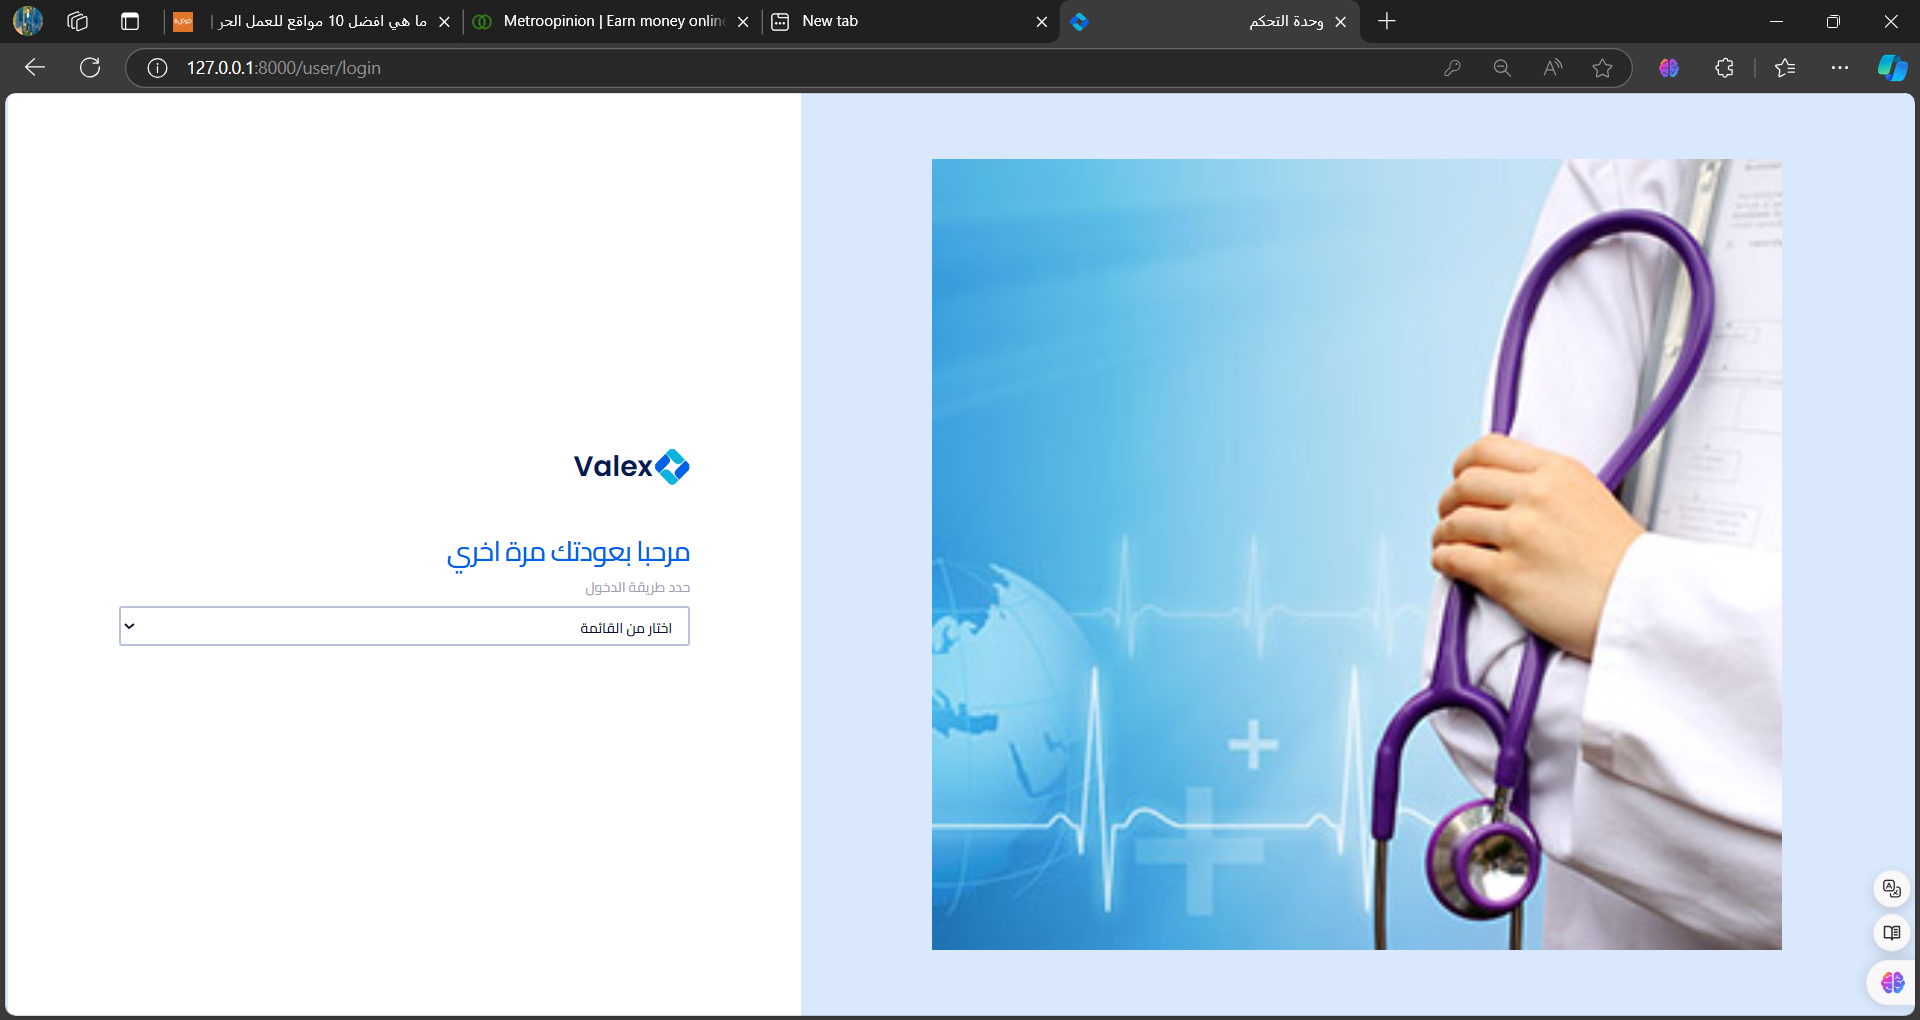 ما هي افضل 10 مواقع للعمل الحر |
Metroopinion | Earn money online
New tab
وحدة التحكم
127.0.0.1:8000/user/login
Valex
مرحبا بعودتك مرة اخري
حدد طريقة الدخول
اختار من القائمة